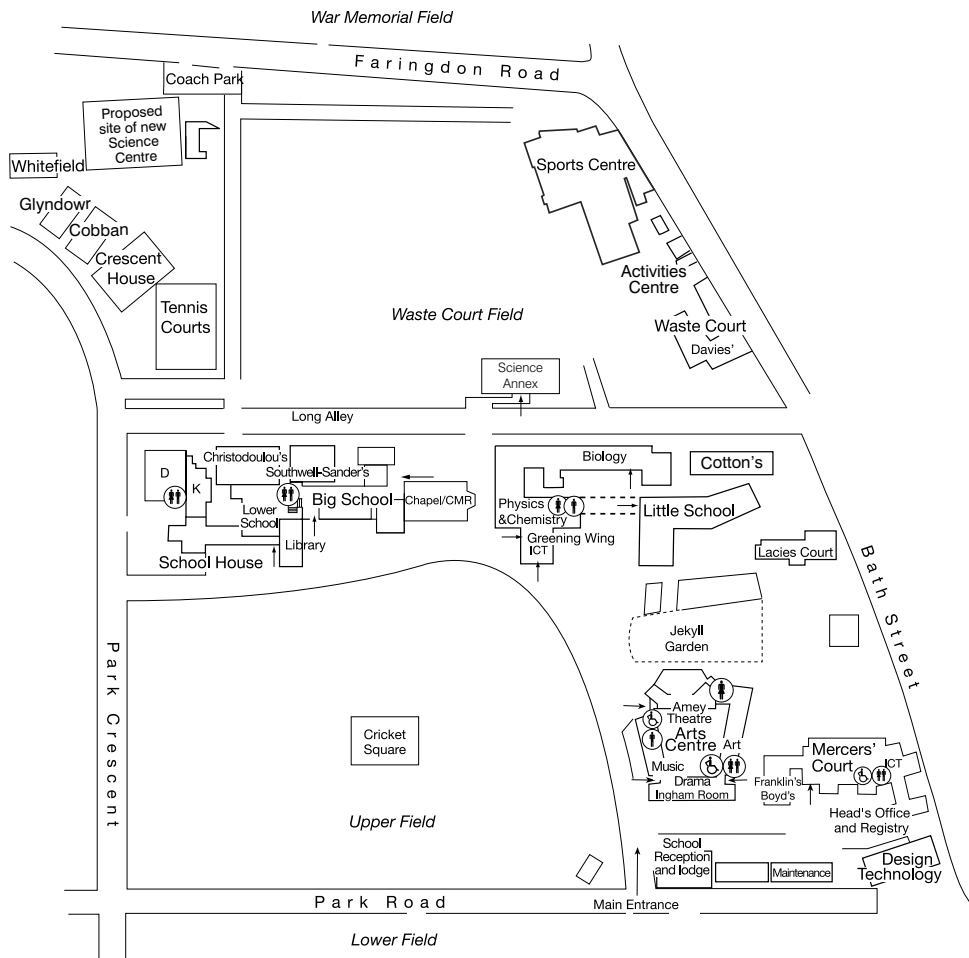 War Memorial Field
Faringdon Road
Coach Park
Proposed
site of new
Science
Centre
Whitefield
Glyndowr
Cobban
Crescent
House
Tennis
Courts
Sports Centre
Activities
Centre
Waste Court Field
Waste Court
Davies'
Science
Annex
Long Alley
Christodoulou's
Southwell-Sander's
D
K
Big School
Chapel/CMR
Lower
School
Library
School House
Biology
Cotton's
Physics
&Chemistry
Little School
Greening Wing
ICT
Lacies Court
Bath Street
Jekyll
Garden
Park Crescent
Cricket
Square
Upper Field
Amey
Theatre
Arts
Centre
Art
Music
Drama
Ingham Room
Mercers'
Court
ICT
Franklin's
Boyd's
Head's Office
and Registry
School
Reception
and lodge
Maintenance
Design
Technology
Park Road
Main Entrance
Lower Field